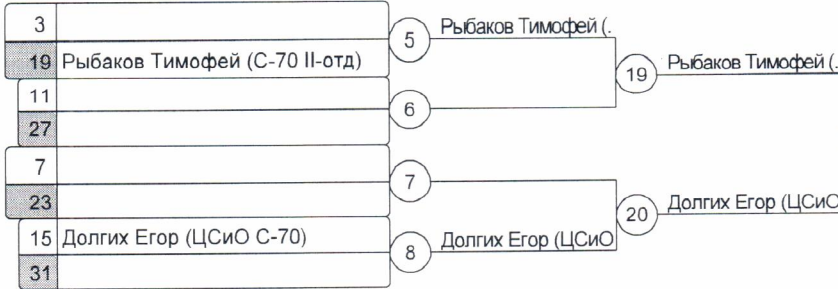 3
5
Рыбаков Тимофей (.
19 Рыбаков Тимофей (С-70 II-отд)
19
Рыбаков Тимофей (.
11
6
27
7
7
23
20
Долгих Егор (ЦСиО
15 Долгих Егор (ЦСиО С-70)
8
Долгих Егор (ЦСиО
31